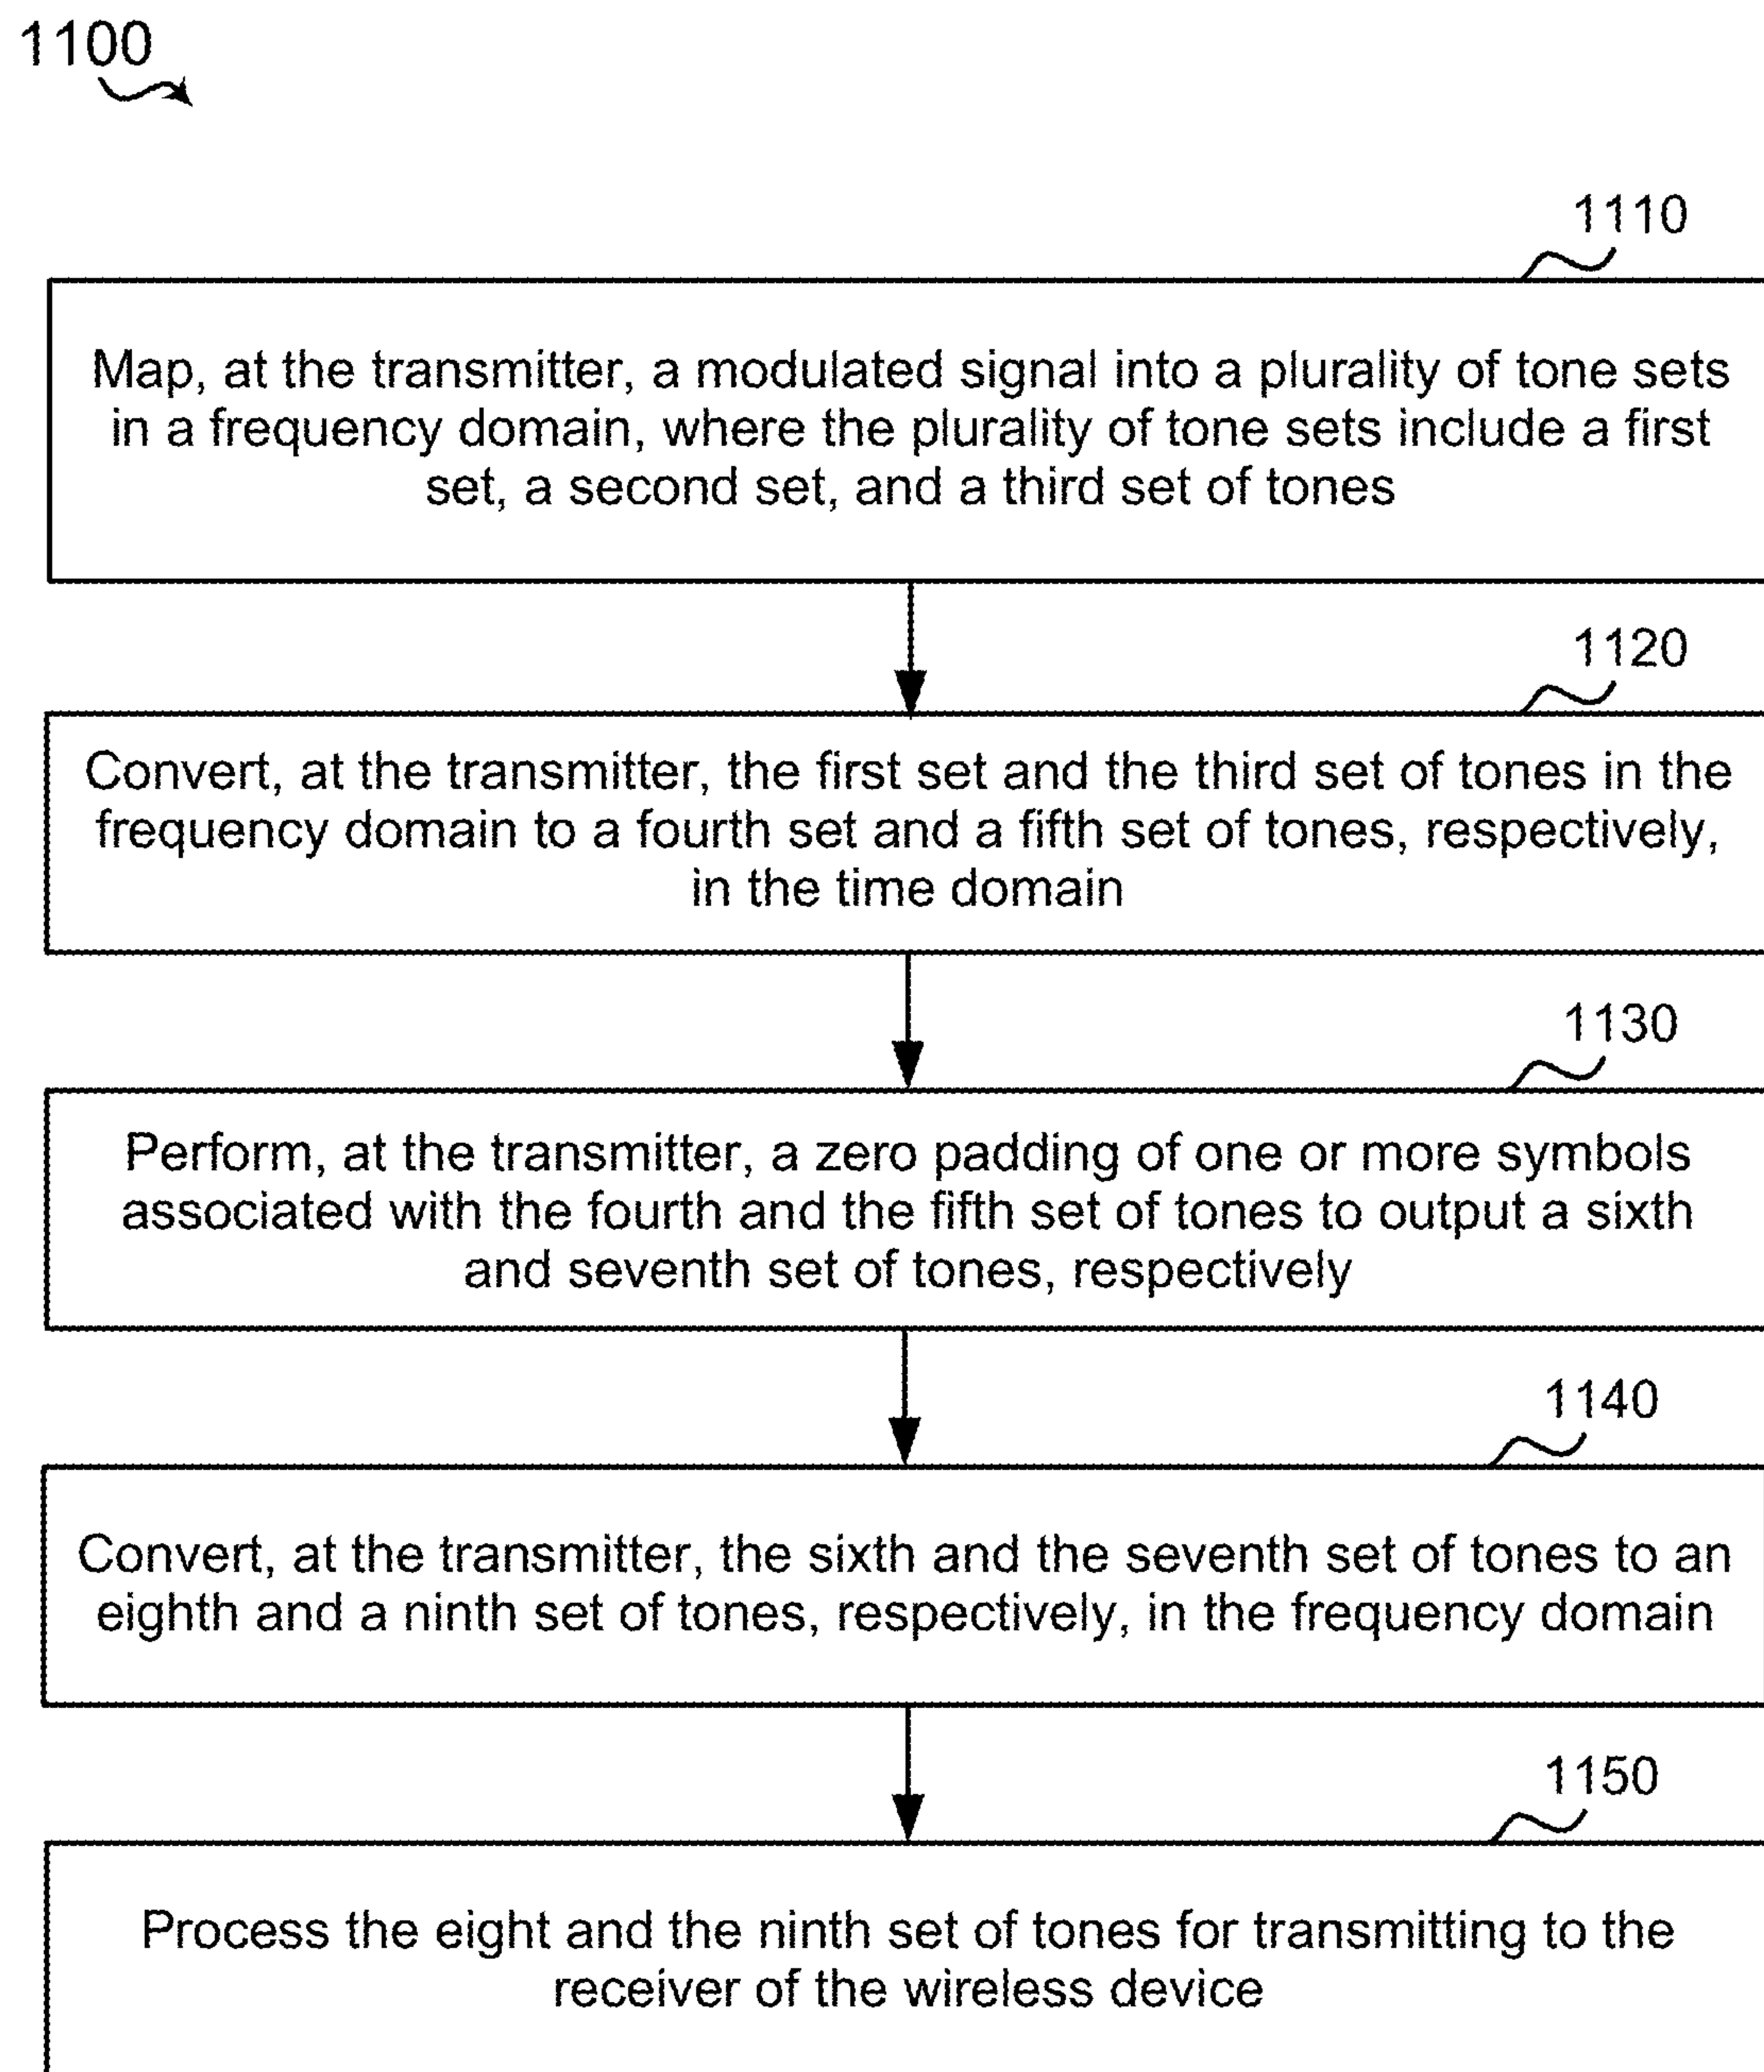 1100
1110
Map, at the transmitter, a modulated signal into a plurality of tone sets
in a frequency domain, where the plurality of tone sets include a first
set, a second set, and a third set of tones
1120
Convert, at the transmitter, the first set and the third set of tones in the
frequency domain to a fourth set and a fifth set of tones, respectively,
in the time domain
1130
Perform, at the transmitter, a zero padding of one or more symbols
associated with the fourth and the fifth set of tones to output a sixth
and seventh set of tones, respectively
1140
Convert, at the transmitter, the sixth and the seventh set of tones to an
eighth and a ninth set of tones, respectively, in the frequency domain
1150
Process the eight and the ninth set of tones for transmitting to the
receiver of the wireless device